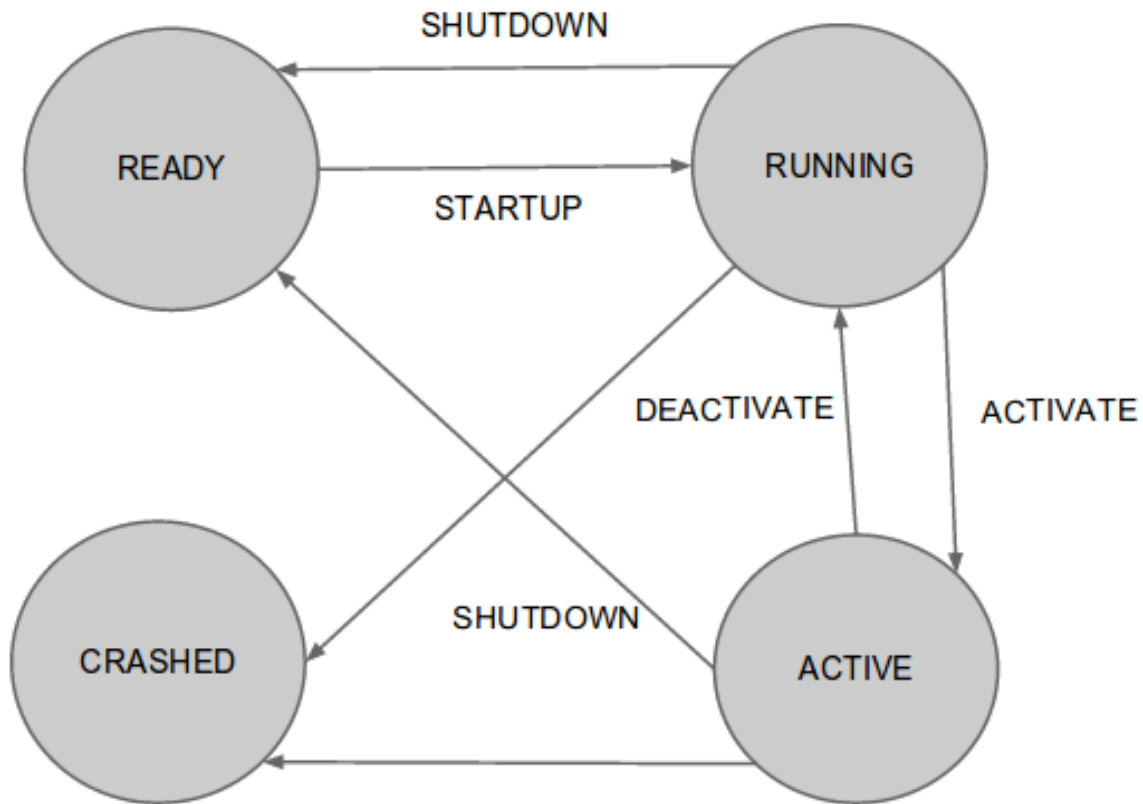 SHUTDOWN
READY
RUNNING
STARTUP
DEACTIVATE
ACTIVATE
SHUTDOWN
CRASHED
ACTIVE